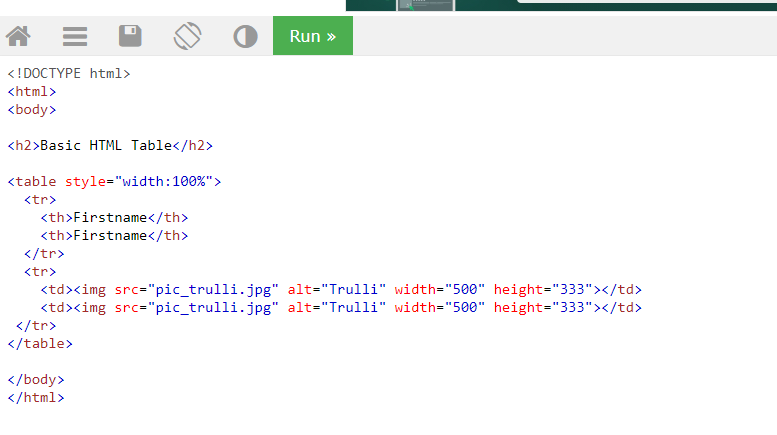 Run »
<!DOCTYPE html>
<html>
<body>
<h2>Basic HTML Table</h2>
<table style="width:100%">
<tr>
<th>Firstname</th>
<th>Firstname</th>
</tr>
<tr>
<td><img src="pic_trulli.jpg" alt="Trulli" width="500" height="333"></td>
<td><img src="pic_trulli.jpg" alt="Trulli" width="500" height="333"></td>
</tr>
</table>
</body>
</html>